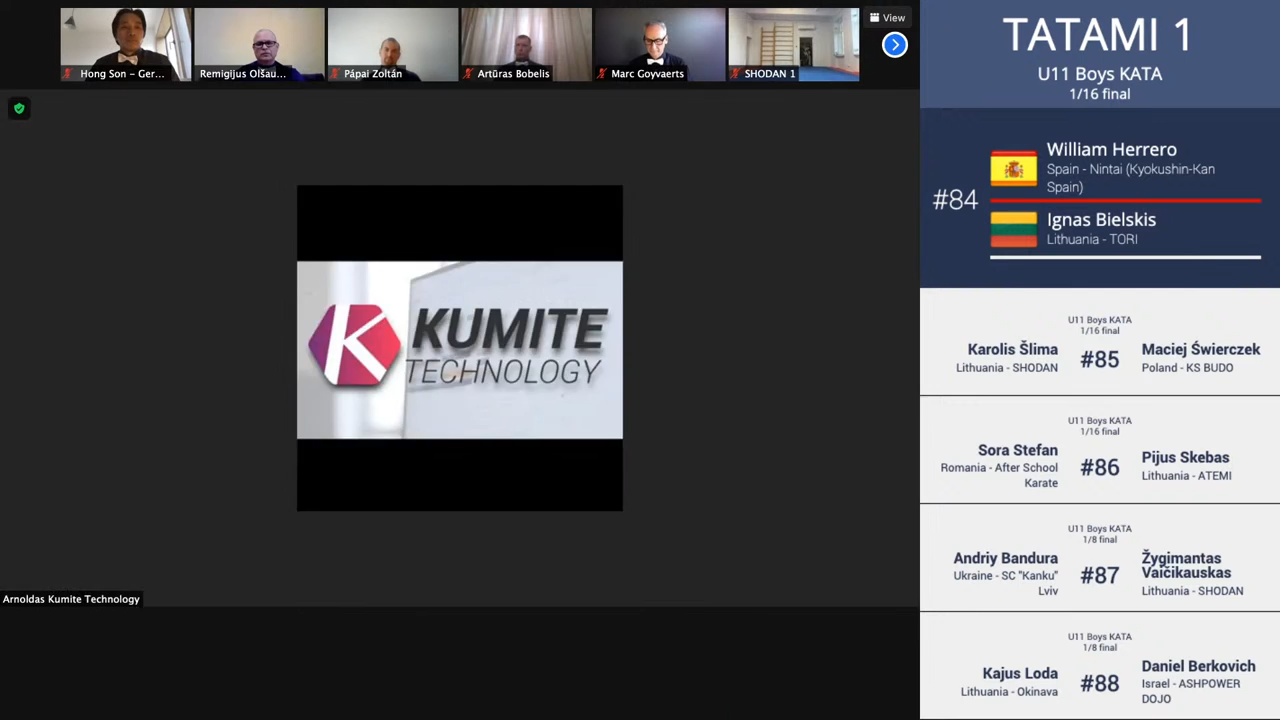 View
Hong Son – Ger...
Remigijus Olšau...
Pápai Zoltán
Artūras Bobelis
Marc Goyvaerts
SHODAN 1
K KUMITE
TECHNOLOGY
Arnoldas Kumite Technology
TATAMI 1
U11 Boys KATA
1/16 final
#84
William Herrero
Spain - Nintai (Kyokushin-Kan
Spain)
Ignas Bielskis
Lithuania - TORI
U11 Boys KATA
1/16 final
Karolis Šlima
Lithuania - SHODAN
#85
Maciej Świerczek
Poland - KS BUDO
U11 Boys KATA
1/16 final
Sora Stefan
Romania - After School
Karate
#86
Pijus Skebas
Lithuania - ATEMI
U11 Boys KATA
1/8 final
Andriy Bandura
Ukraine - SC "Kanku"
Lviv
#87
Žygimantas
Vaičikauskas
Lithuania - SHODAN
U11 Boys KATA
1/8 final
Kajus Loda
Lithuania - Okinava
#88
Daniel Berkovich
Israel - ASHPOWER
DOJO